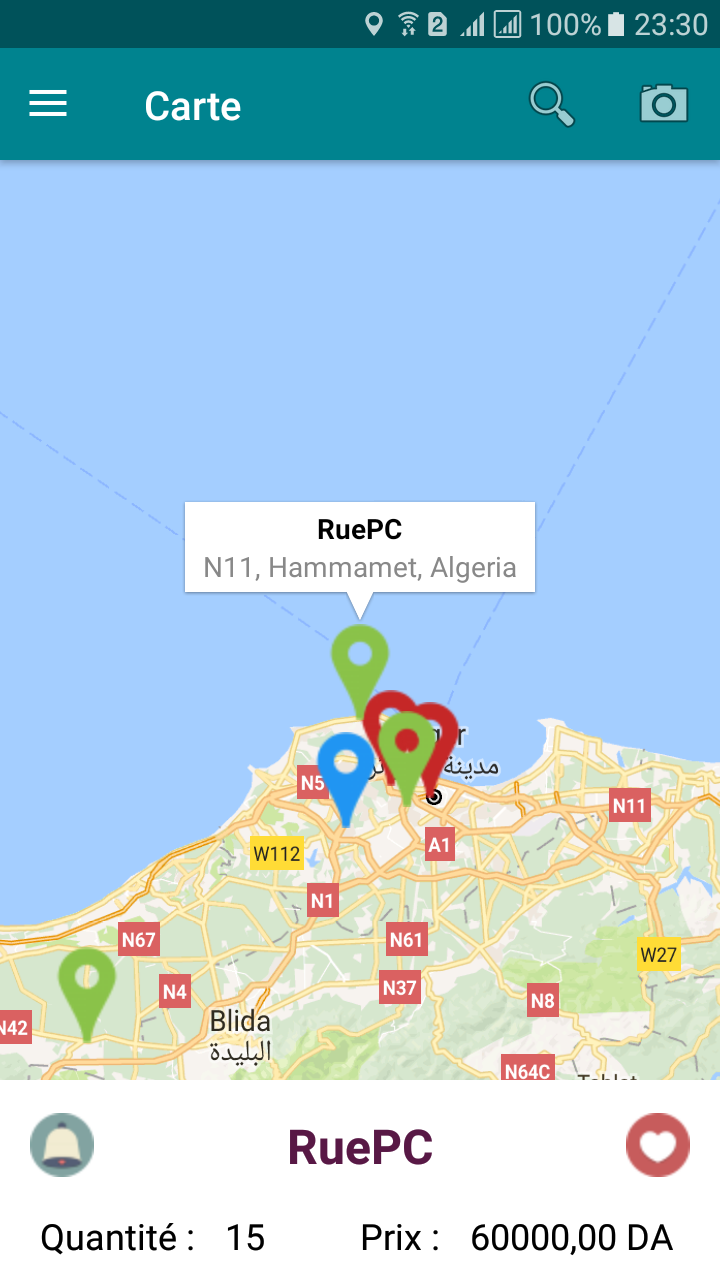 2 100% 23:30
Carte
RuePC
N11, Hammamet, Algeria
مدينة
N5
N11
A1
W112
N1
N67
N61
W27
N4
N37
N8
N42
Blida
البليدة
N64C
RuePC
Quantité : 15 Prix : 60000,00 DA